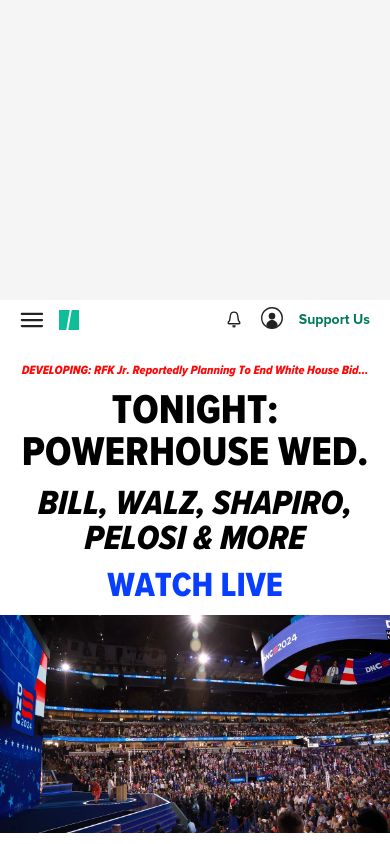 Support Us
DEVELOPING: RFK Jr. Reportedly Planning To End White House Bid...
TONIGHT:
POWERHOUSE WED.
BILL, WALZ, SHAPIRO,
PELOSI & MORE
WATCH LIVE
DNC 2024
DNC
DNC
2024